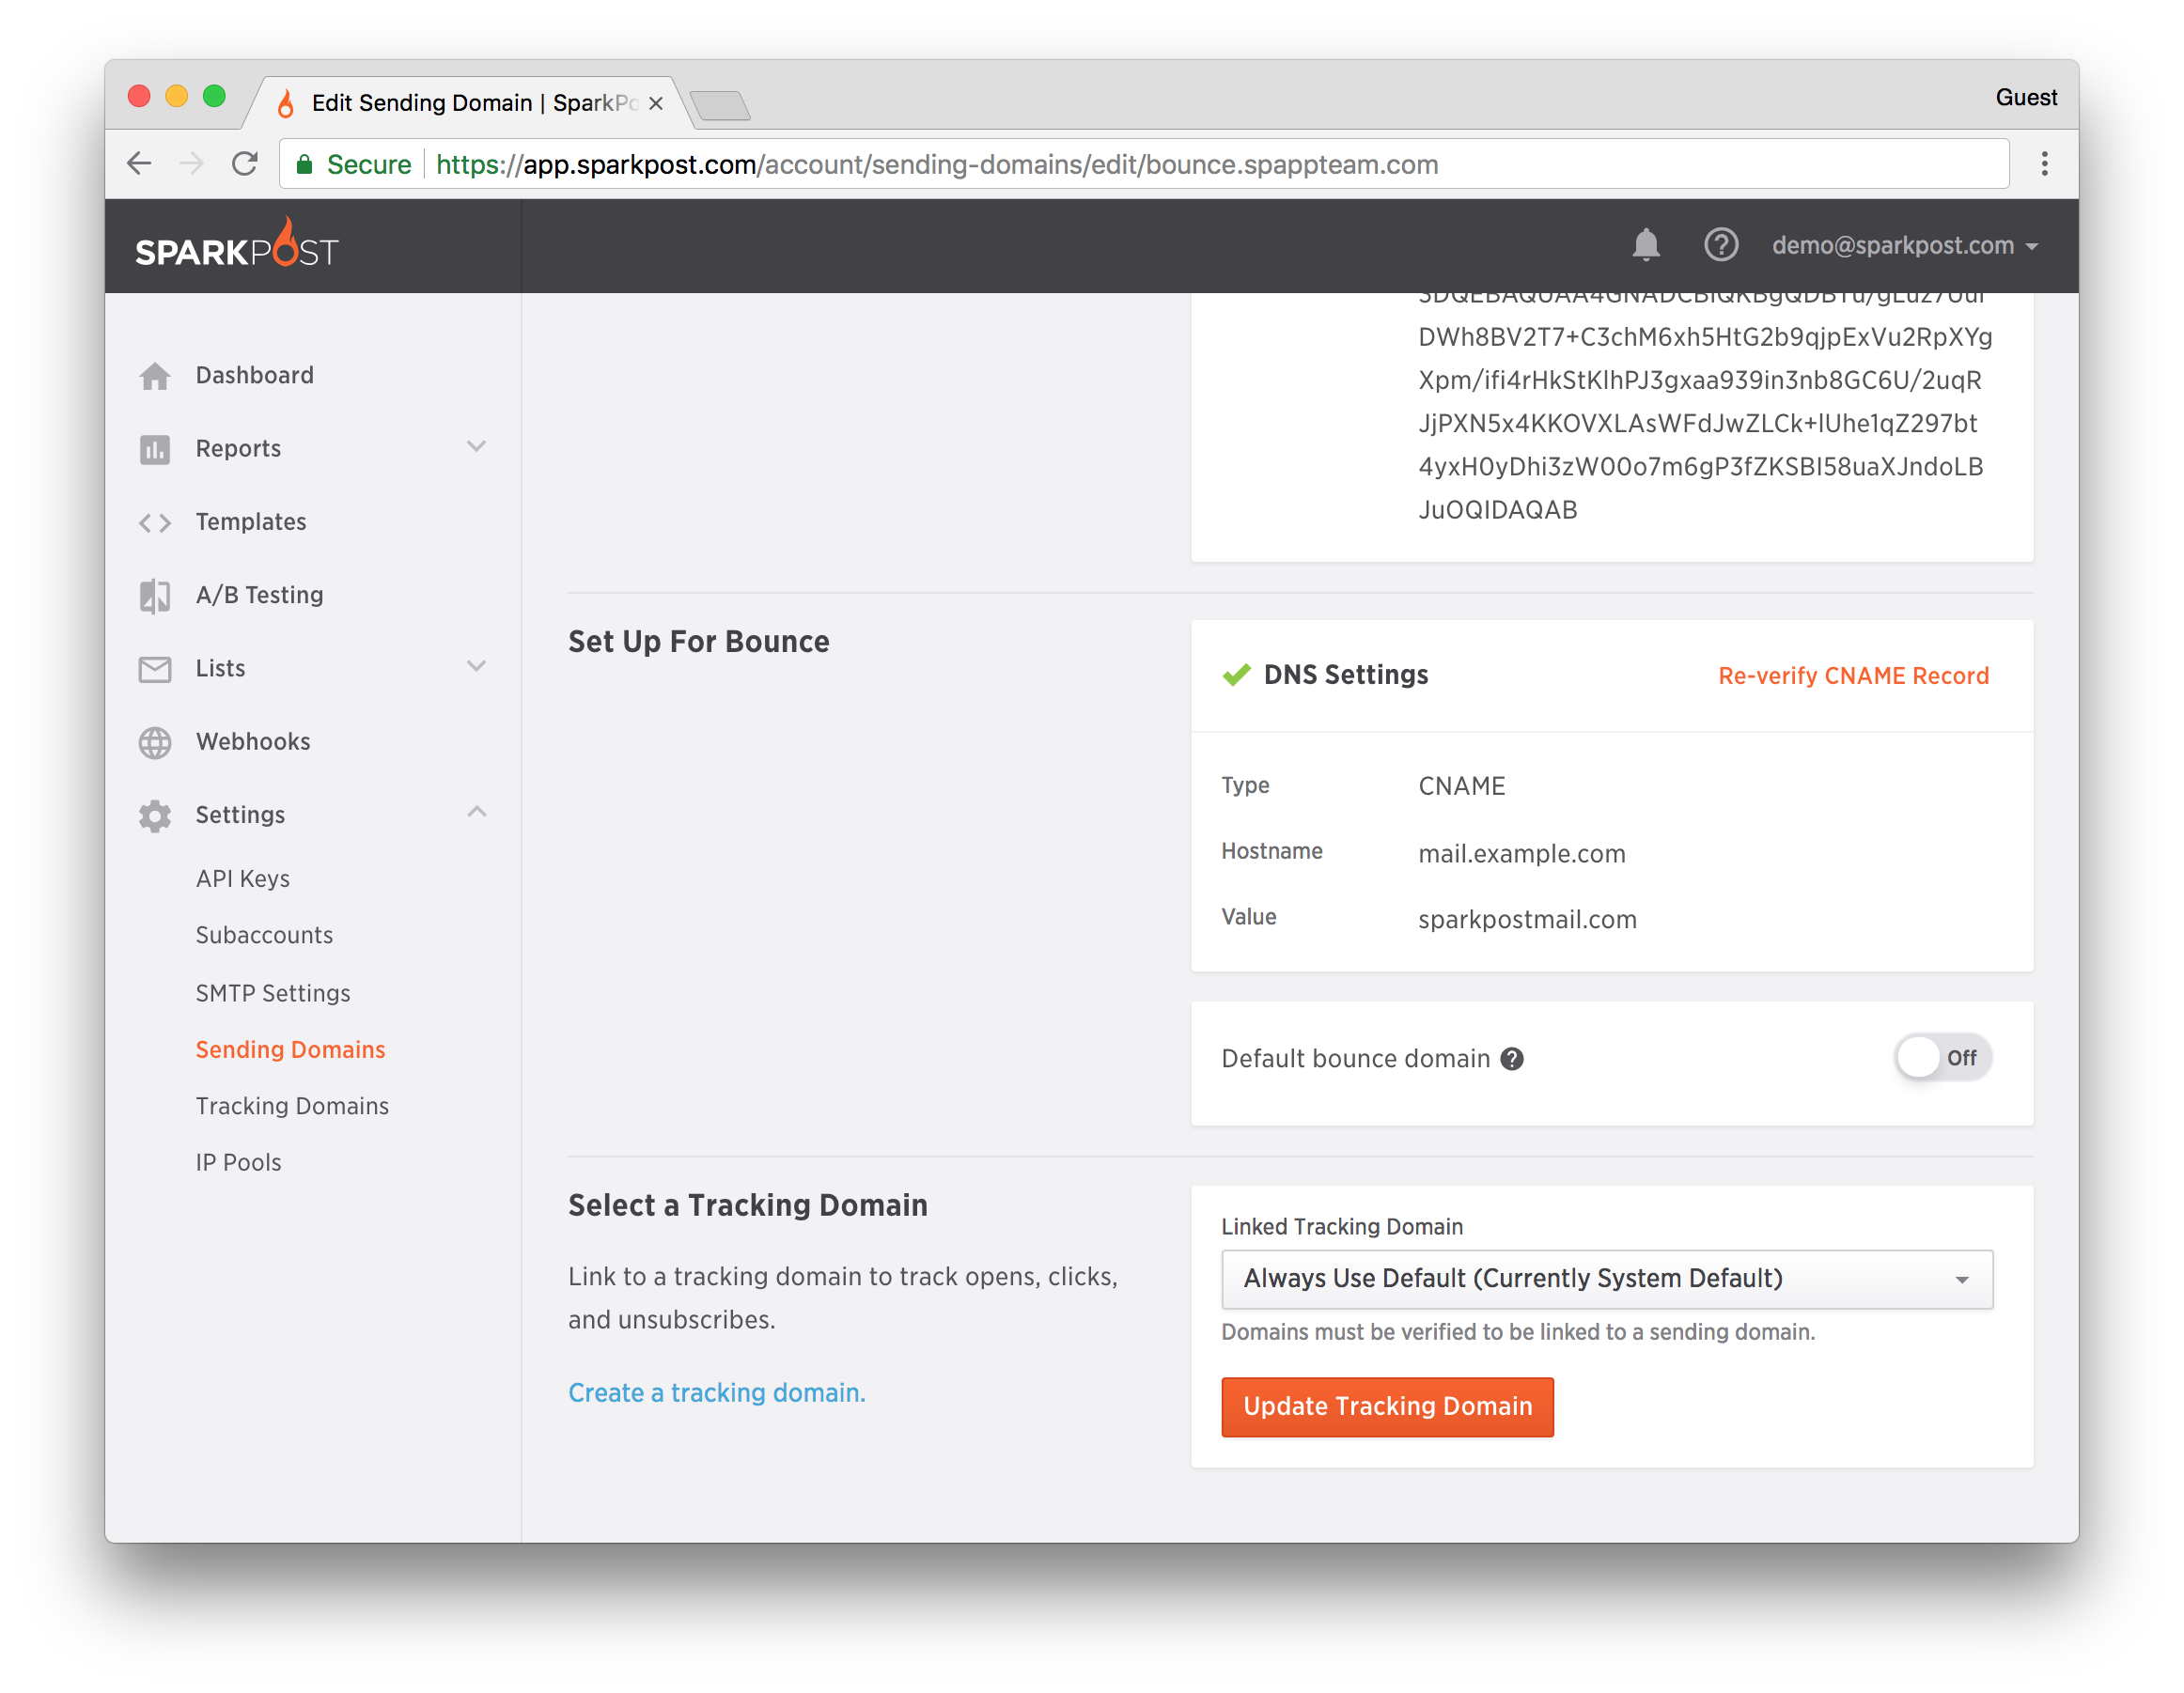 Edit Sending Domain | SparkPo
Guest
Secure
https://app.sparkpost.com/account/sending-domains/edit/bounce.spappteam.com
SPARKPOST
demo@sparkpost.com
Dashboard
Reports
Templates
A/B Testing
Lists
Webhooks
Settings
API Keys
Subaccounts
SMTP Settings
Sending Domains
Tracking Domains
IP Pools
DWh8BV2T7+C3chM6xh5HtG2b9qjpExVu2RpXYg
Xpm/ifi4rHkStKlhPJ3gxaa939in3nb8GC6U/2uqR
JjPXN5x4KKOVXLAsWFdJwZLCk+lUhe1qZ297bt
4yxH0yDhi3zW00o7m6gP3fZKSBI58uaXJndoLB
JuOQIDAQAB
Set Up For Bounce
DNS Settings
Re-verify CNAME Record
Type CNAME
Hostname mail.example.com
Value sparkpostmail.com
Default bounce domain
Off
Select a Tracking Domain
Link to a tracking domain to track opens, clicks,
and unsubscribes.
Create a tracking domain.
Linked Tracking Domain
Always Use Default (Currently System Default)
Domains must be verified to be linked to a sending domain.
Update Tracking Domain